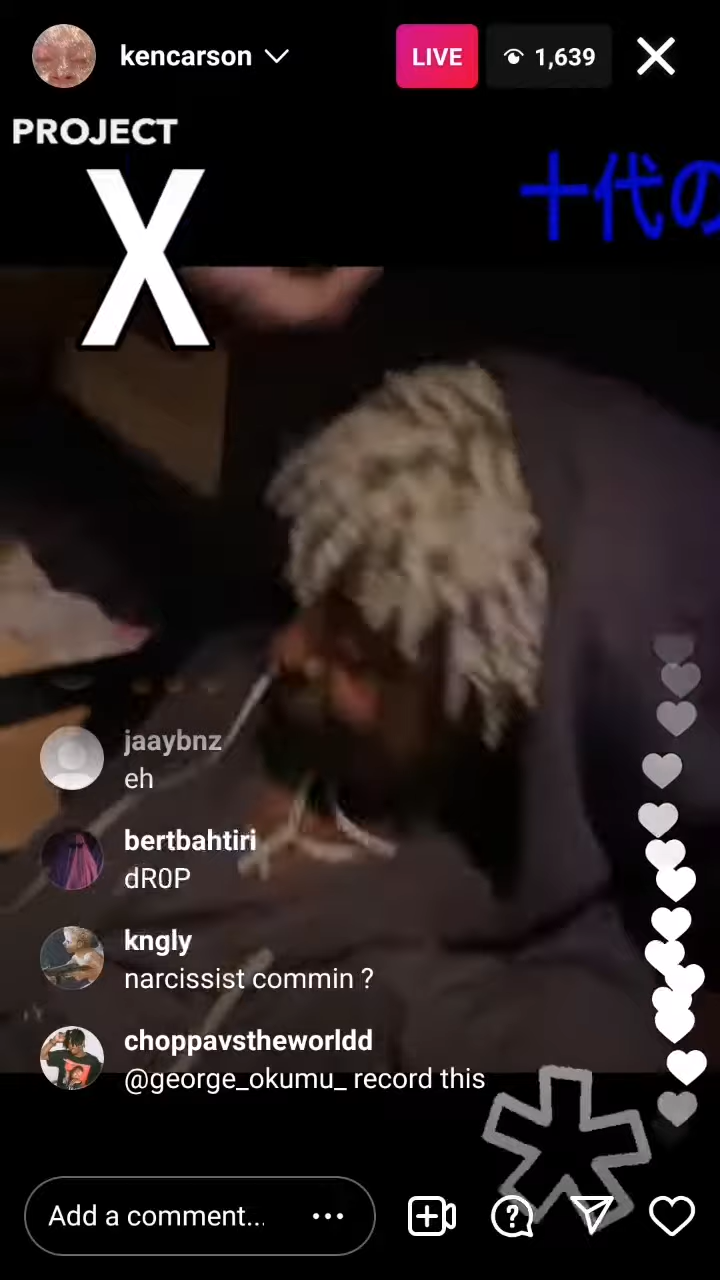 kencarson
LIVE
1,639
PROJECT
X
十代の
jaaybnz
eh
bertbahtiri
dR0P
kngly
narcissist commin ?
choppavstheworldd
@george_okumu_ record this
Add a comment...